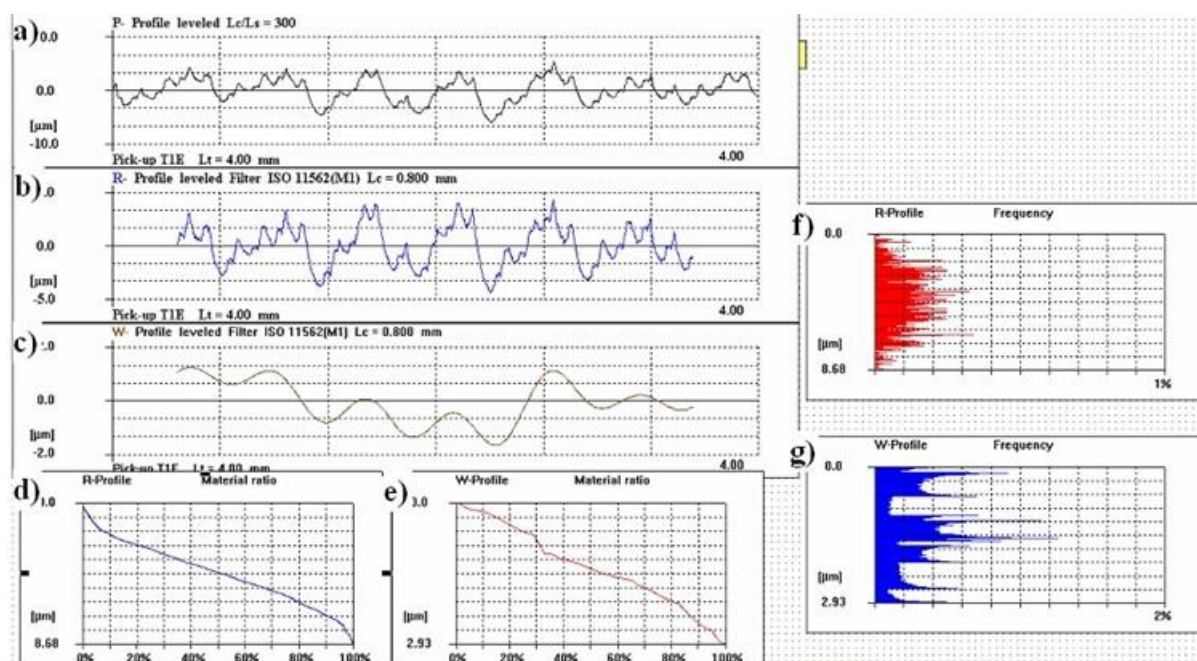 a)
P- Profile leveled Lc/Ls = 300
0.0
0.0
[µm]
-10.0
Pick-up T1E Lt = 4.00 mm
4.00
b)
R- Profile leveled Filter ISO 11562(M1) Lc = 0.800 mm
.0
0.0
[µm]
-5.0
Pick-up T1E Lt = 4.00 mm
4.00
c)
W- Profile leveled Filter ISO 11562(M1) Lc = 0.800 mm
.0
0.0
[µm]
-2.0
Pick-up T1E Lt = 4.00 mm
4.00
d)
R-Profile Material ratio
[µm]
8.68
0% 20% 40% 60% 80% 100%
e)
W-Profile Material ratio
[µm]
2.93
0% 20% 40% 60% 80% 100%
f)
R-Profile Frequency
0.0
[µm]
8.68
1%
g)
W-Profile Frequency
0.0
[µm]
2.93
2%